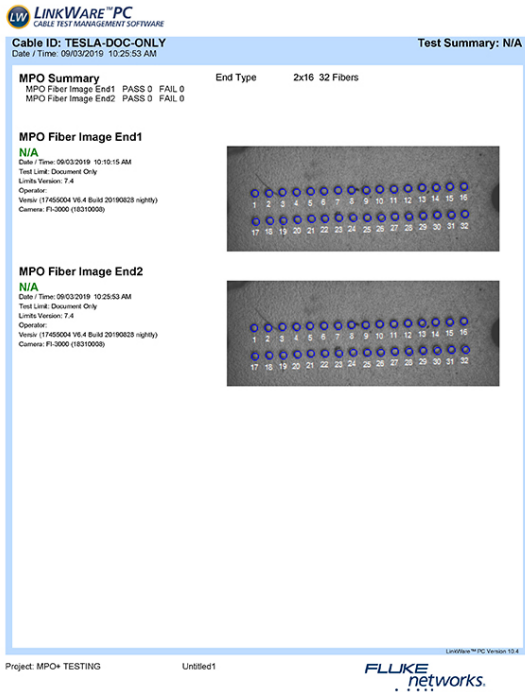 LW LINKWARE™PC
CABLE TEST MANAGEMENT SOFTWARE
Cable ID: TESLA-DOC-ONLY Test Summary: N/A
Date / Time: 09/03/2019 10:25:53 AM
MPO Summary End Type 2x16 32 Fibers
MPO Fiber Image End1 PASS 0 FAIL 0
MPO Fiber Image End2 PASS 0 FAIL 0
MPO Fiber Image End1
N/A
Date / Time: 09/03/2019 10:10:15 AM
Test Limit: Document Only
Limits Version: 7.4
Operator:
Versiv (17455004 V6.4 Build 20190828 nightly)
Camera: FI-3000 (18310008)
1 2 3 4 5 6 7 8 9 10 11 12 13 14 15 16
17 18 19 20 21 22 23 24 25 26 27 28 29 30 31 32
MPO Fiber Image End2
N/A
Date / Time: 09/03/2019 10:25:53 AM
Test Limit: Document Only
Limits Version: 7.4
Operator:
Versiv (17455004 V6.4 Build 20190828 nightly)
Camera: FI-3000 (18310008)
1 2 3 4 5 6 7 8 9 10 11 12 13 14 15 16
17 18 19 20 21 22 23 24 25 26 27 28 29 30 31 32
LinkWare™ PC Version 10.4
Project: MPO+ TESTING Untitled1
FLUKE
networks®